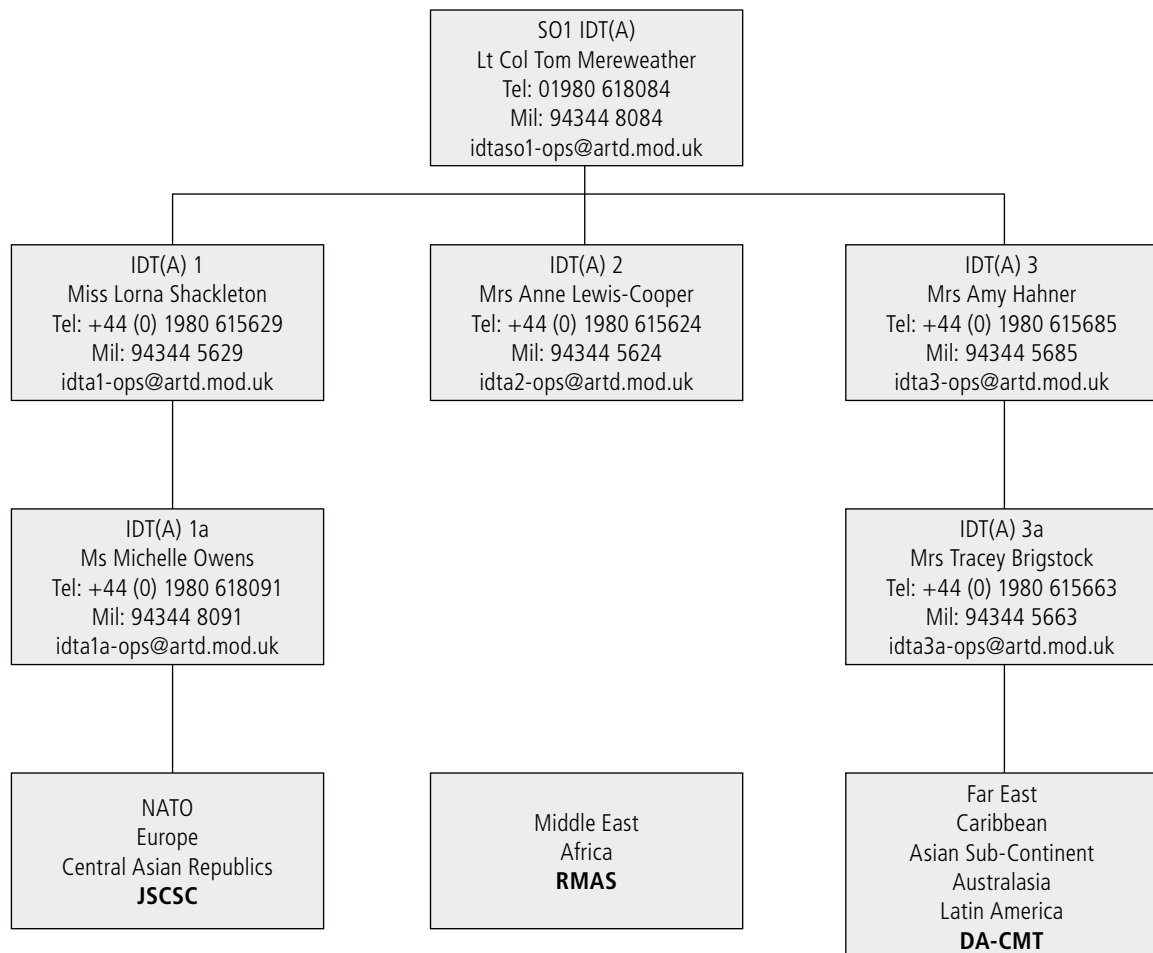 SO1 IDT(A)
Lt Col Tom Mereweather
Tel: 01980 618084
Mil: 94344 8084
idtaso1-ops@artd.mod.uk
IDT(A) 1
Miss Lorna Shackleton
Tel: +44 (0) 1980 615629
Mil: 94344 5629
idta1-ops@artd.mod.uk
IDT(A) 2
Mrs Anne Lewis-Cooper
Tel: +44 (0) 1980 615624
Mil: 94344 5624
idta2-ops@artd.mod.uk
IDT(A) 3
Mrs Amy Hahner
Tel: +44 (0) 1980 615685
Mil: 94344 5685
idta3-ops@artd.mod.uk
IDT(A) 1a
Ms Michelle Owens
Tel: +44 (0) 1980 618091
Mil: 94344 8091
idta1a-ops@artd.mod.uk
IDT(A) 3a
Mrs Tracey Brigstock
Tel: +44 (0) 1980 615663
Mil: 94344 5663
idta3a-ops@artd.mod.uk
NATO
Europe
Central Asian Republics
JSCSC
Middle East
Africa
RMAS
Far East
Caribbean
Asian Sub-Continent
Australasia
Latin America
DA-CMT